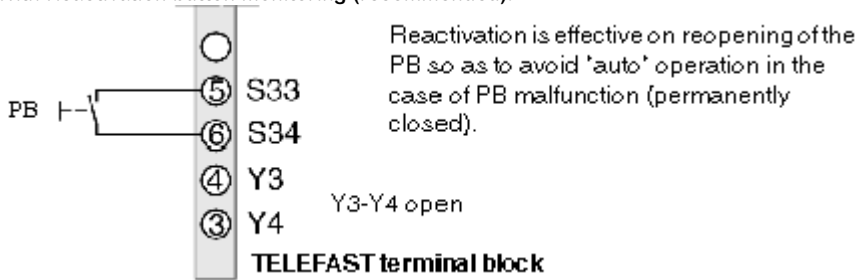 Reactivation is effective on reopening of the
PB so as to avoid 'auto' operation in the
case of PB malfunction (permanently
closed).
PB
5 S33
6 S34
4 Y3
3 Y4
Y3-Y4 open
TELEFAST terminal block